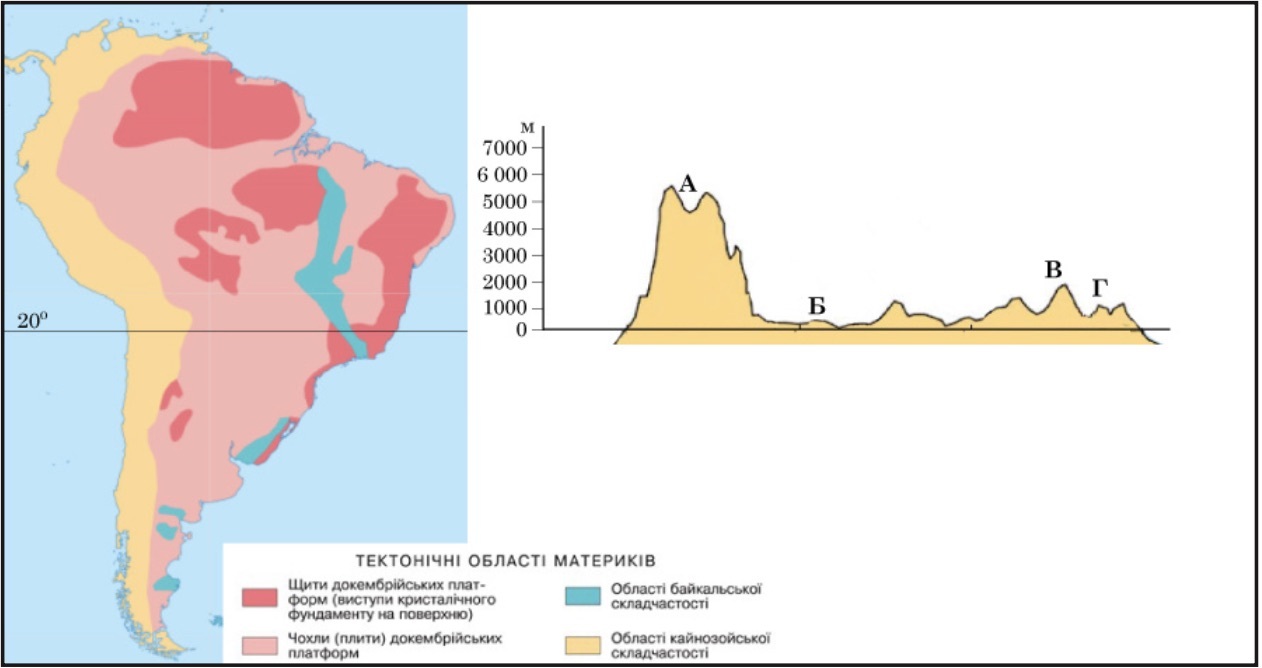 20°
м
7000
6 000
5000
4000
3000
2000
1000
0
А
Б
В
Г
ТЕКТОНІЧНІ ОБЛАСТІ МАТЕРИКІВ
Щити докембрійських плат-
форм (виступи кристалічного
фундаменту на поверхню)
Чохли (плити) докембрійських
платформ
Області байкальської
складчастості
Області кайнозойської
складчастості